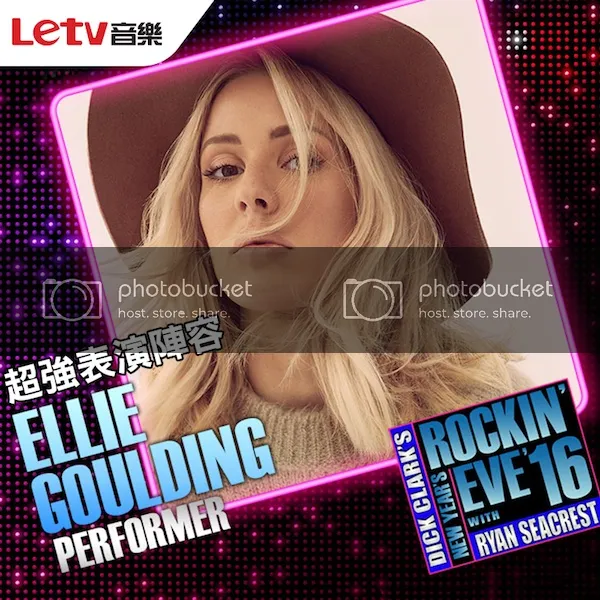 Letv音樂
photobucket
host. store. share.
photobucket
host. store. share.
超強表演陣容
ELLIE
GOULDING
PERFORMER
DICK CLARK'S
NEW YEAR'S
ROCKIN'
EVE'16
WITH
RYAN SEACREST